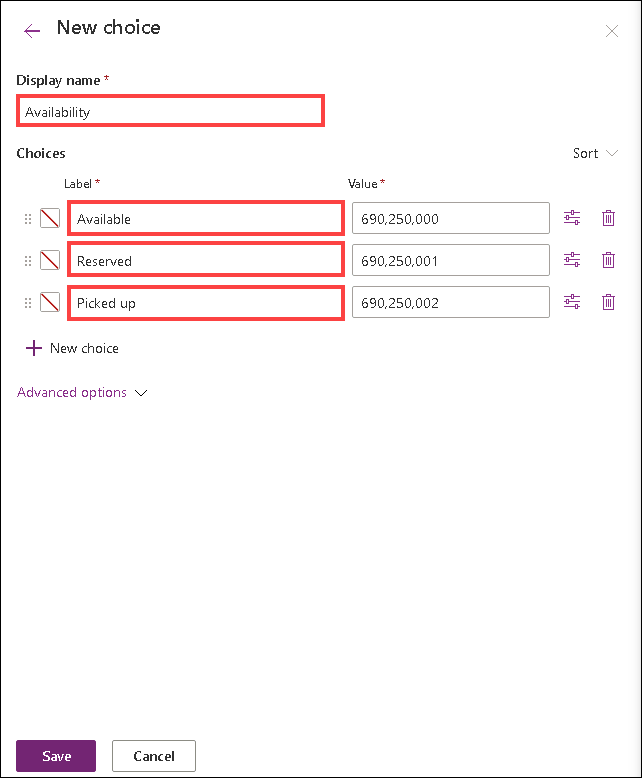 New choice
Display name *
Availability
Choices Sort
Label * Value *
Available 690,250,000
Reserved 690,250,001
Picked up 690,250,002
New choice
Advanced options
Save Cancel